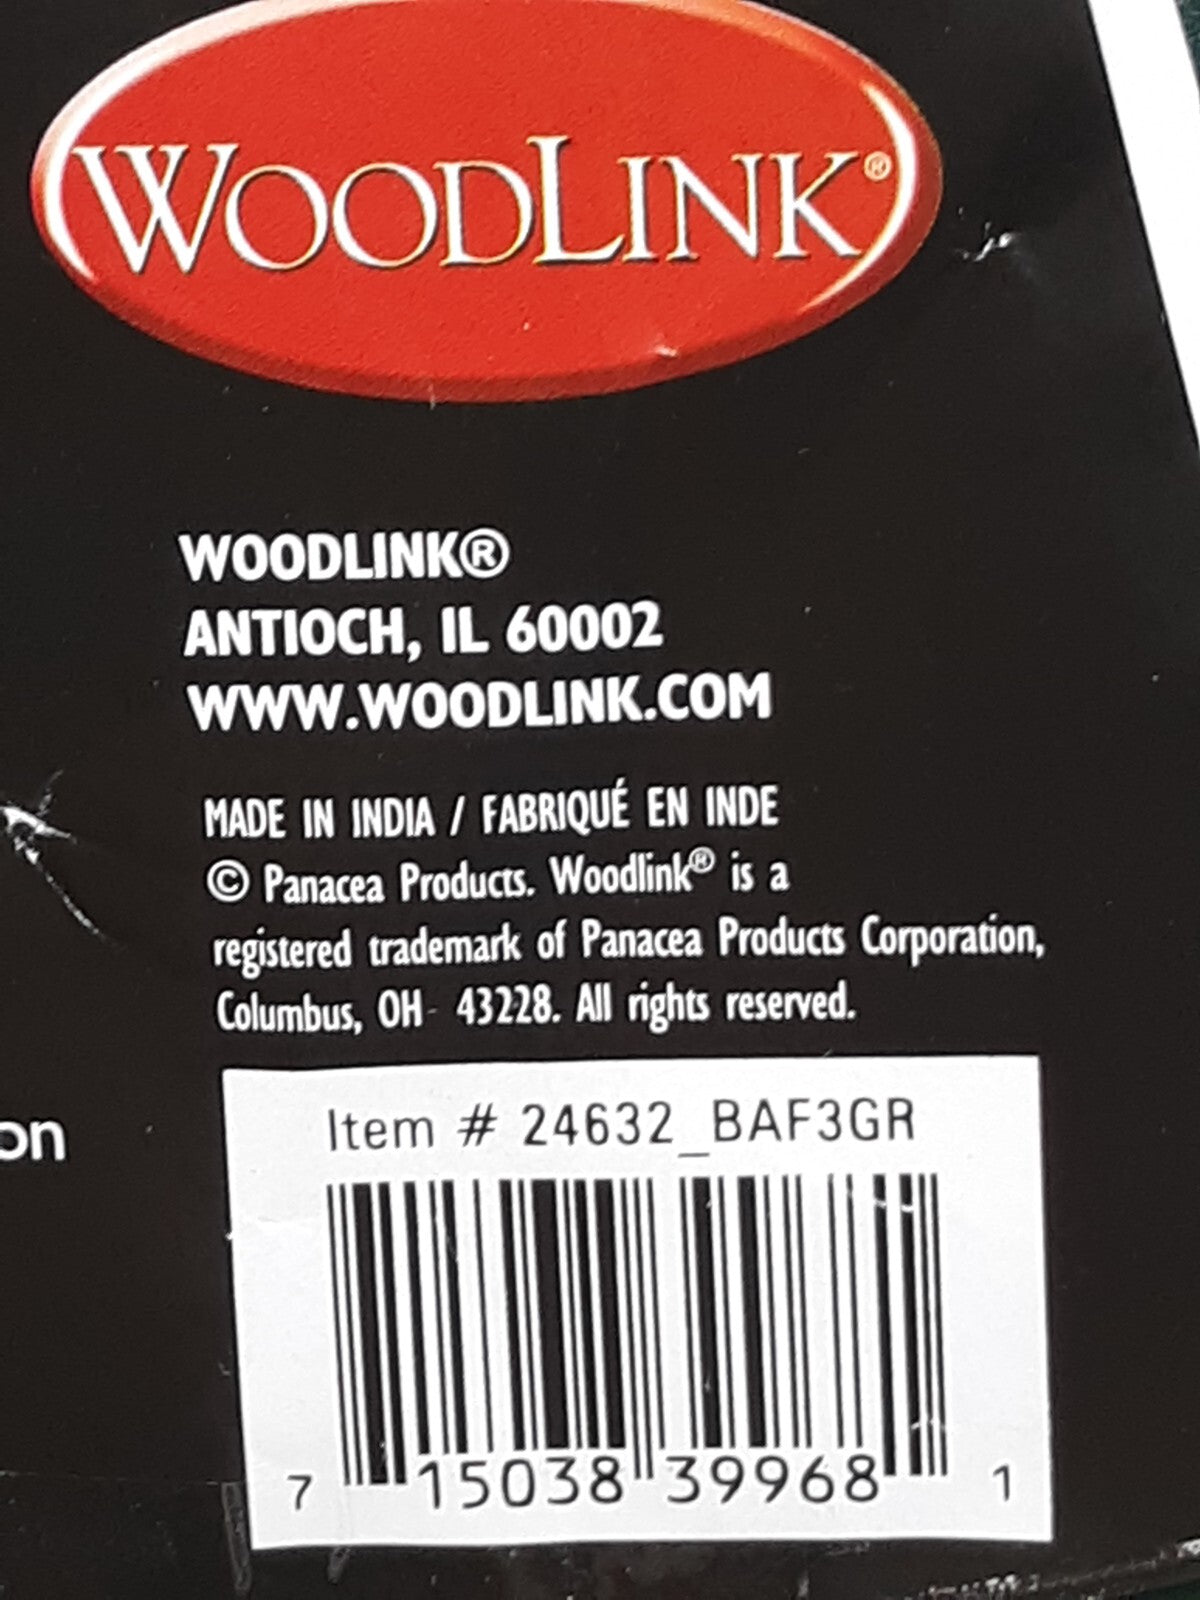 WOODLINK®
WOODLINK®
ANTIOCH, IL 60002
WWW.WOODLINK.COM
MADE IN INDIA / FABRIQUÉ EN INDE
© Panacea Products. Woodlink® is a
registered trademark of Panacea Products Corporation,
Columbus, OH 43228. All rights reserved.
on
Item # 24632_BAF3GR
7 15038 39968 1